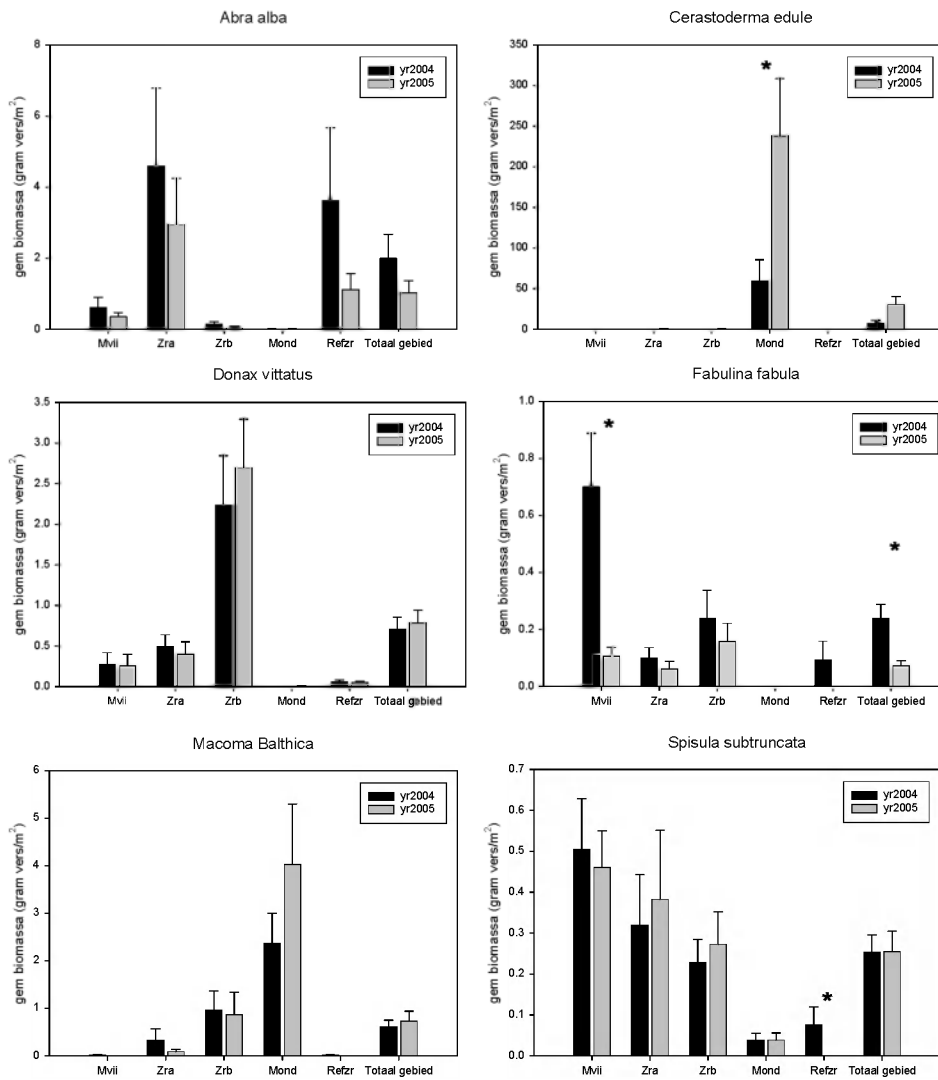 Abra alba
gem biomassa (gram vers/m²)
8
6
4
2
0
yr2004
yr2005
Mvii
Zra
Zrb
Mond
Refzr
Totaal gebied
Cerastoderma edule
gem biomassa (gram vers/m²)
350
300
250
200
150
100
50
0
*
yr2004
yr2005
Mvii
Zra
Zrb
Mond
Refzr
Totaal gebied
Donax vittatus
gem biomassa (gram vers/m²)
3.5
3.0
2.5
2.0
1.5
1.0
0.5
0.0
yr2004
yr2005
Mvii
Zra
Zrb
Mond
Refzr
Totaal gebied
Fabulina fabula
gem biomassa (gram vers/m²)
1.0
0.8
0.6
0.4
0.2
0.0
*
*
yr2004
yr2005
Mvii
Zra
Zrb
Mond
Refzr
Totaal gebied
Macoma Balthica
gem biomassa (gram vers/m²)
6
5
4
3
2
1
0
yr2004
yr2005
Mvii
Zra
Zrb
Mond
Refzr
Totaal gebied
Spisula subtruncata
gem biomassa (gram vers/m²)
0.7
0.6
0.5
0.4
0.3
0.2
0.1
0.0
yr2004
yr2005
*
Mvii
Zra
Zrb
Mond
Refzr
Totaal gebied